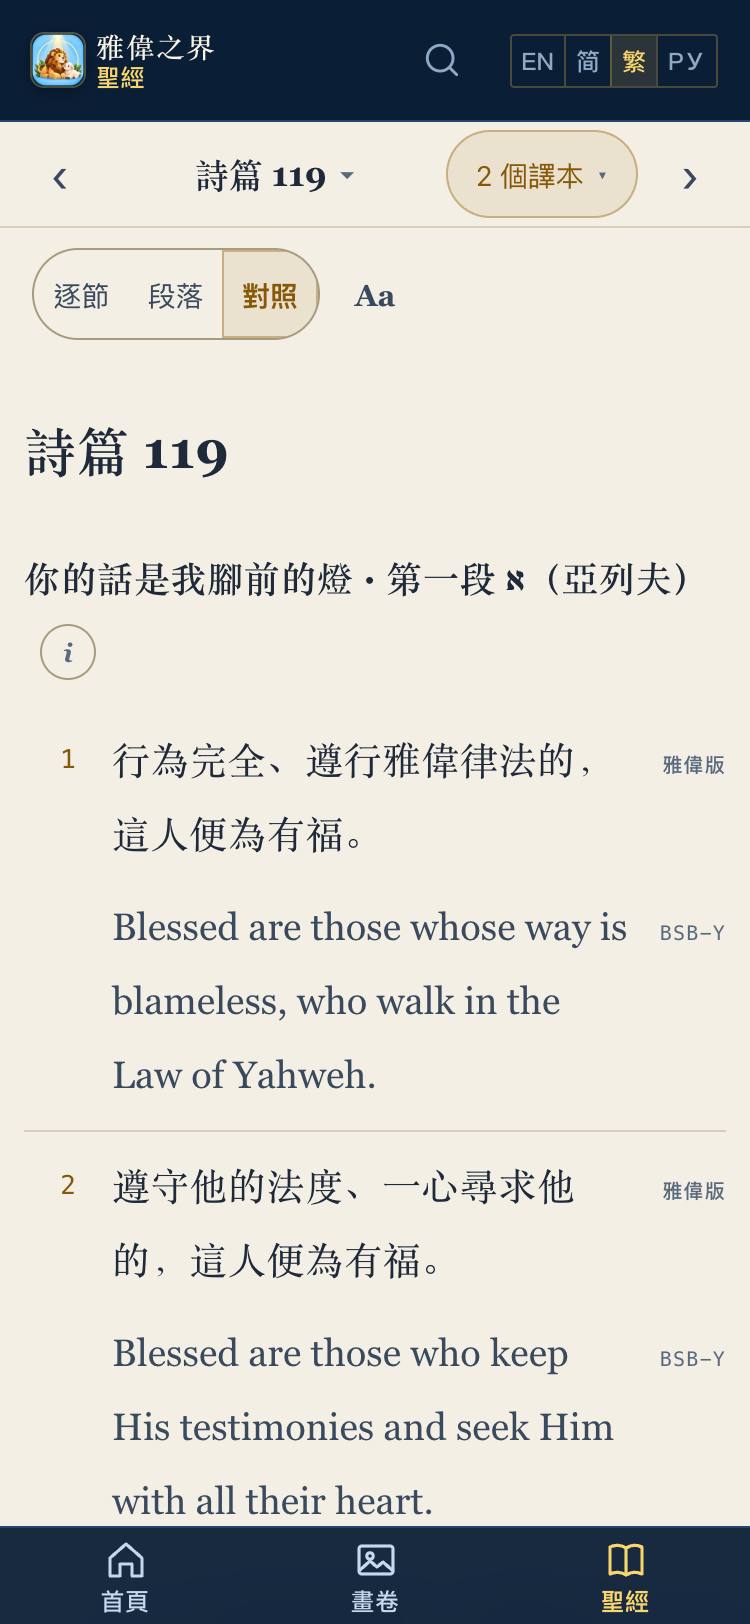 雅偉之界
聖經
EN 简 繁 РУ
‹ 詩篇 119 2 個譯本 ›
逐節 段落 對照 Aa
詩篇 119
你的話是我腳前的燈・第一段 א（亞列夫）
i
1 行為完全、遵行雅偉律法的， 雅偉版
這人便為有福。
Blessed are those whose way is BSB-Y
blameless, who walk in the
Law of Yahweh.
2 遵守他的法度、一心尋求他 雅偉版
的，這人便為有福。
Blessed are those who keep BSB-Y
His testimonies and seek Him
with all their heart.
首頁 畫卷 聖經